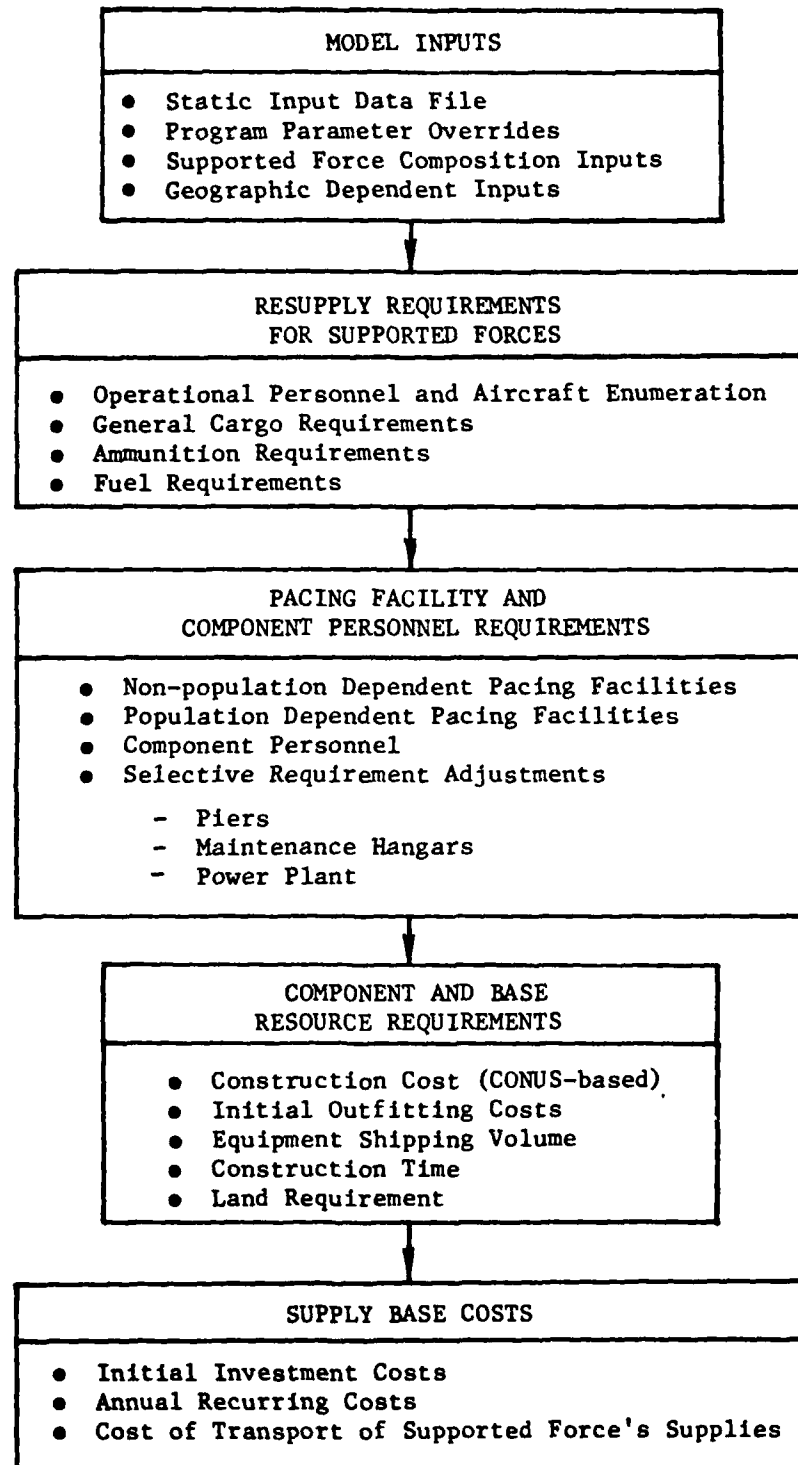 MODEL INPUTS
● Static Input Data File
● Program Parameter Overrides
● Supported Force Composition Inputs
● Geographic Dependent Inputs
RESUPPLY REQUIREMENTS
FOR SUPPORTED FORCES
● Operational Personnel and Aircraft Enumeration
● General Cargo Requirements
● Ammunition Requirements
● Fuel Requirements
PACING FACILITY AND
COMPONENT PERSONNEL REQUIREMENTS
● Non-population Dependent Pacing Facilities
● Population Dependent Pacing Facilities
● Component Personnel
● Selective Requirement Adjustments
- Piers
- Maintenance Hangars
- Power Plant
COMPONENT AND BASE
RESOURCE REQUIREMENTS
● Construction Cost (CONUS-based)
● Initial Outfitting Costs
● Equipment Shipping Volume
● Construction Time
● Land Requirement
SUPPLY BASE COSTS
● Initial Investment Costs
● Annual Recurring Costs
● Cost of Transport of Supported Force's Supplies